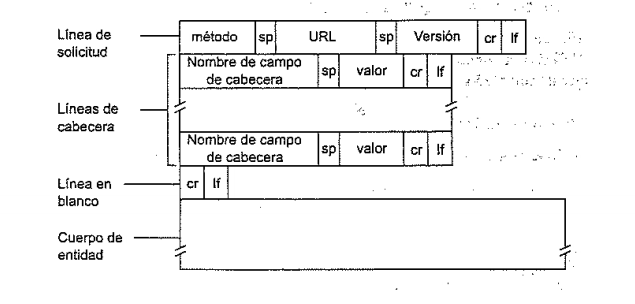 Línea de
solicitud
método sp URL sp Versión cr lf
Nombre de campo
de cabecera
sp valor cr lf
Líneas de
cabecera
Nombre de campo
de cabecera
sp valor cr lf
Línea en
blanco
cr lf
Cuerpo de
entidad